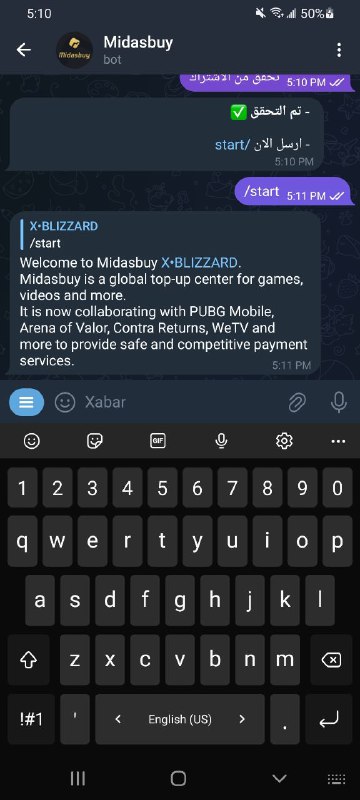 5:10
50%
Midasbuy
bot
Midasbuy
تحقق من الاشتراك
5:10 PM
- تم التحقق ✅
- ارسل الان /start
5:10 PM
/start 5:11 PM
X•BLIZZARD
/start
Welcome to Midasbuy X•BLIZZARD.
Midasbuy is a global top-up center for games,
videos and more.
It is now collaborating with PUBG Mobile,
Arena of Valor, Contra Returns, WeTV and
more to provide safe and competitive payment
services.
5:11 PM
Xabar
GIF
1 2 3 4 5 6 7 8 9 0
q w e r t y u i o p
a s d f g h j k l
z x c v b n m
!#1 ' < English (US) > .